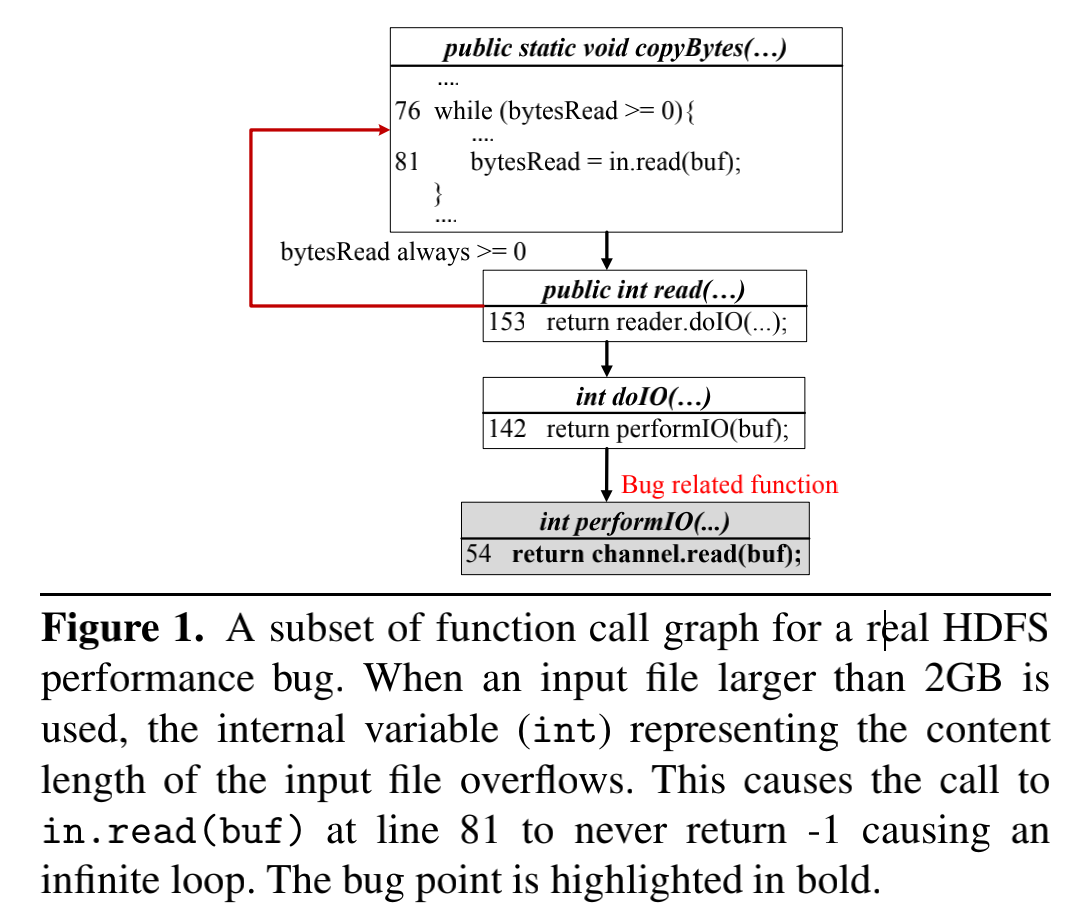 public static void copyBytes(…)
....
76 while (bytesRead >= 0){
....
81 bytesRead = in.read(buf);
}
....
bytesRead always >= 0
public int read(…)
153 return reader.doIO(...);
int doIO(…)
142 return performIO(buf);
Bug related function
int performIO(...)
54 return channel.read(buf);
Figure 1. A subset of function call graph for a real HDFS
performance bug. When an input file larger than 2GB is
used, the internal variable (int) representing the content
length of the input file overflows. This causes the call to
in.read(buf) at line 81 to never return -1 causing an
infinite loop. The bug point is highlighted in bold.